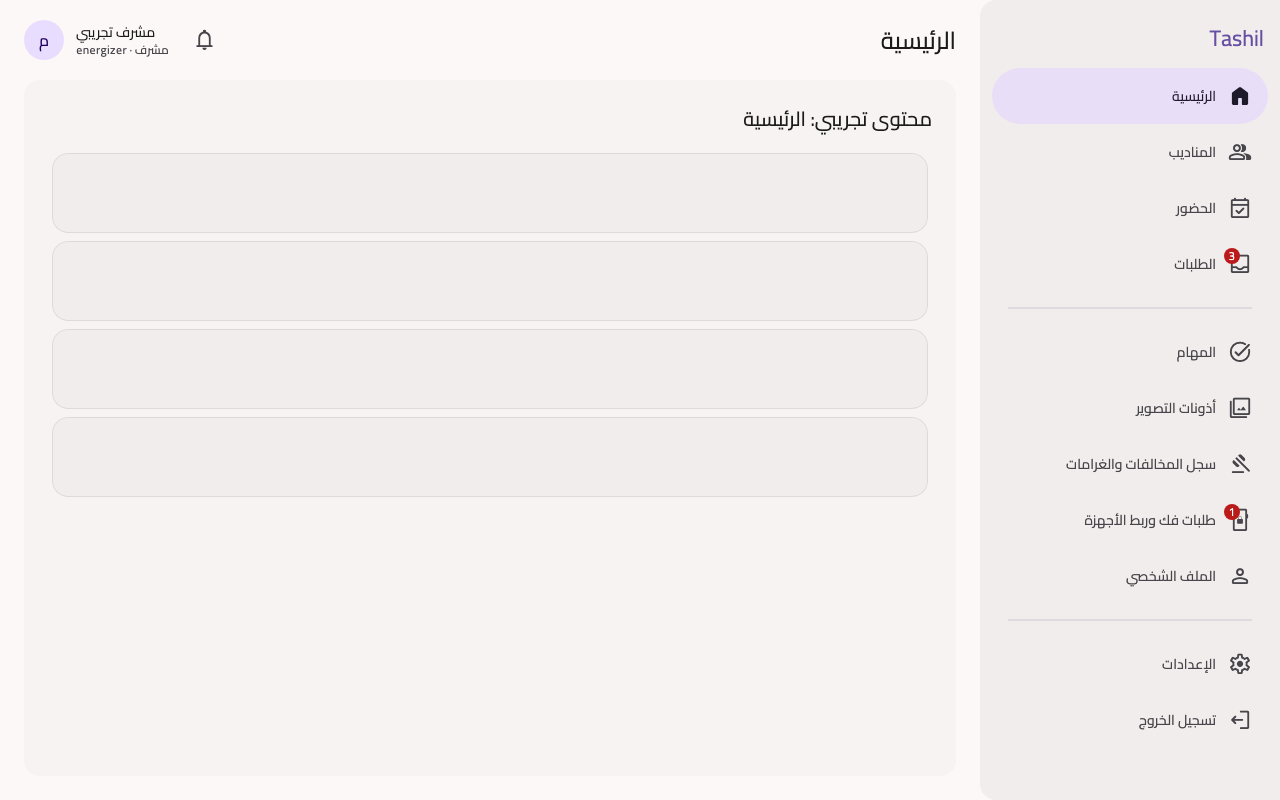 Tashil
الرئيسية
المناديب
الحضور
3
الطلبات
المهام
أذونات التصوير
سجل المخالفات والغرامات
1
طلبات فك وربط الأجهزة
الملف الشخصي
الإعدادات
تسجيل الخروج
الرئيسية
مشرف تجريبي
مشرف · energizer
م
محتوى تجريبي: الرئيسية